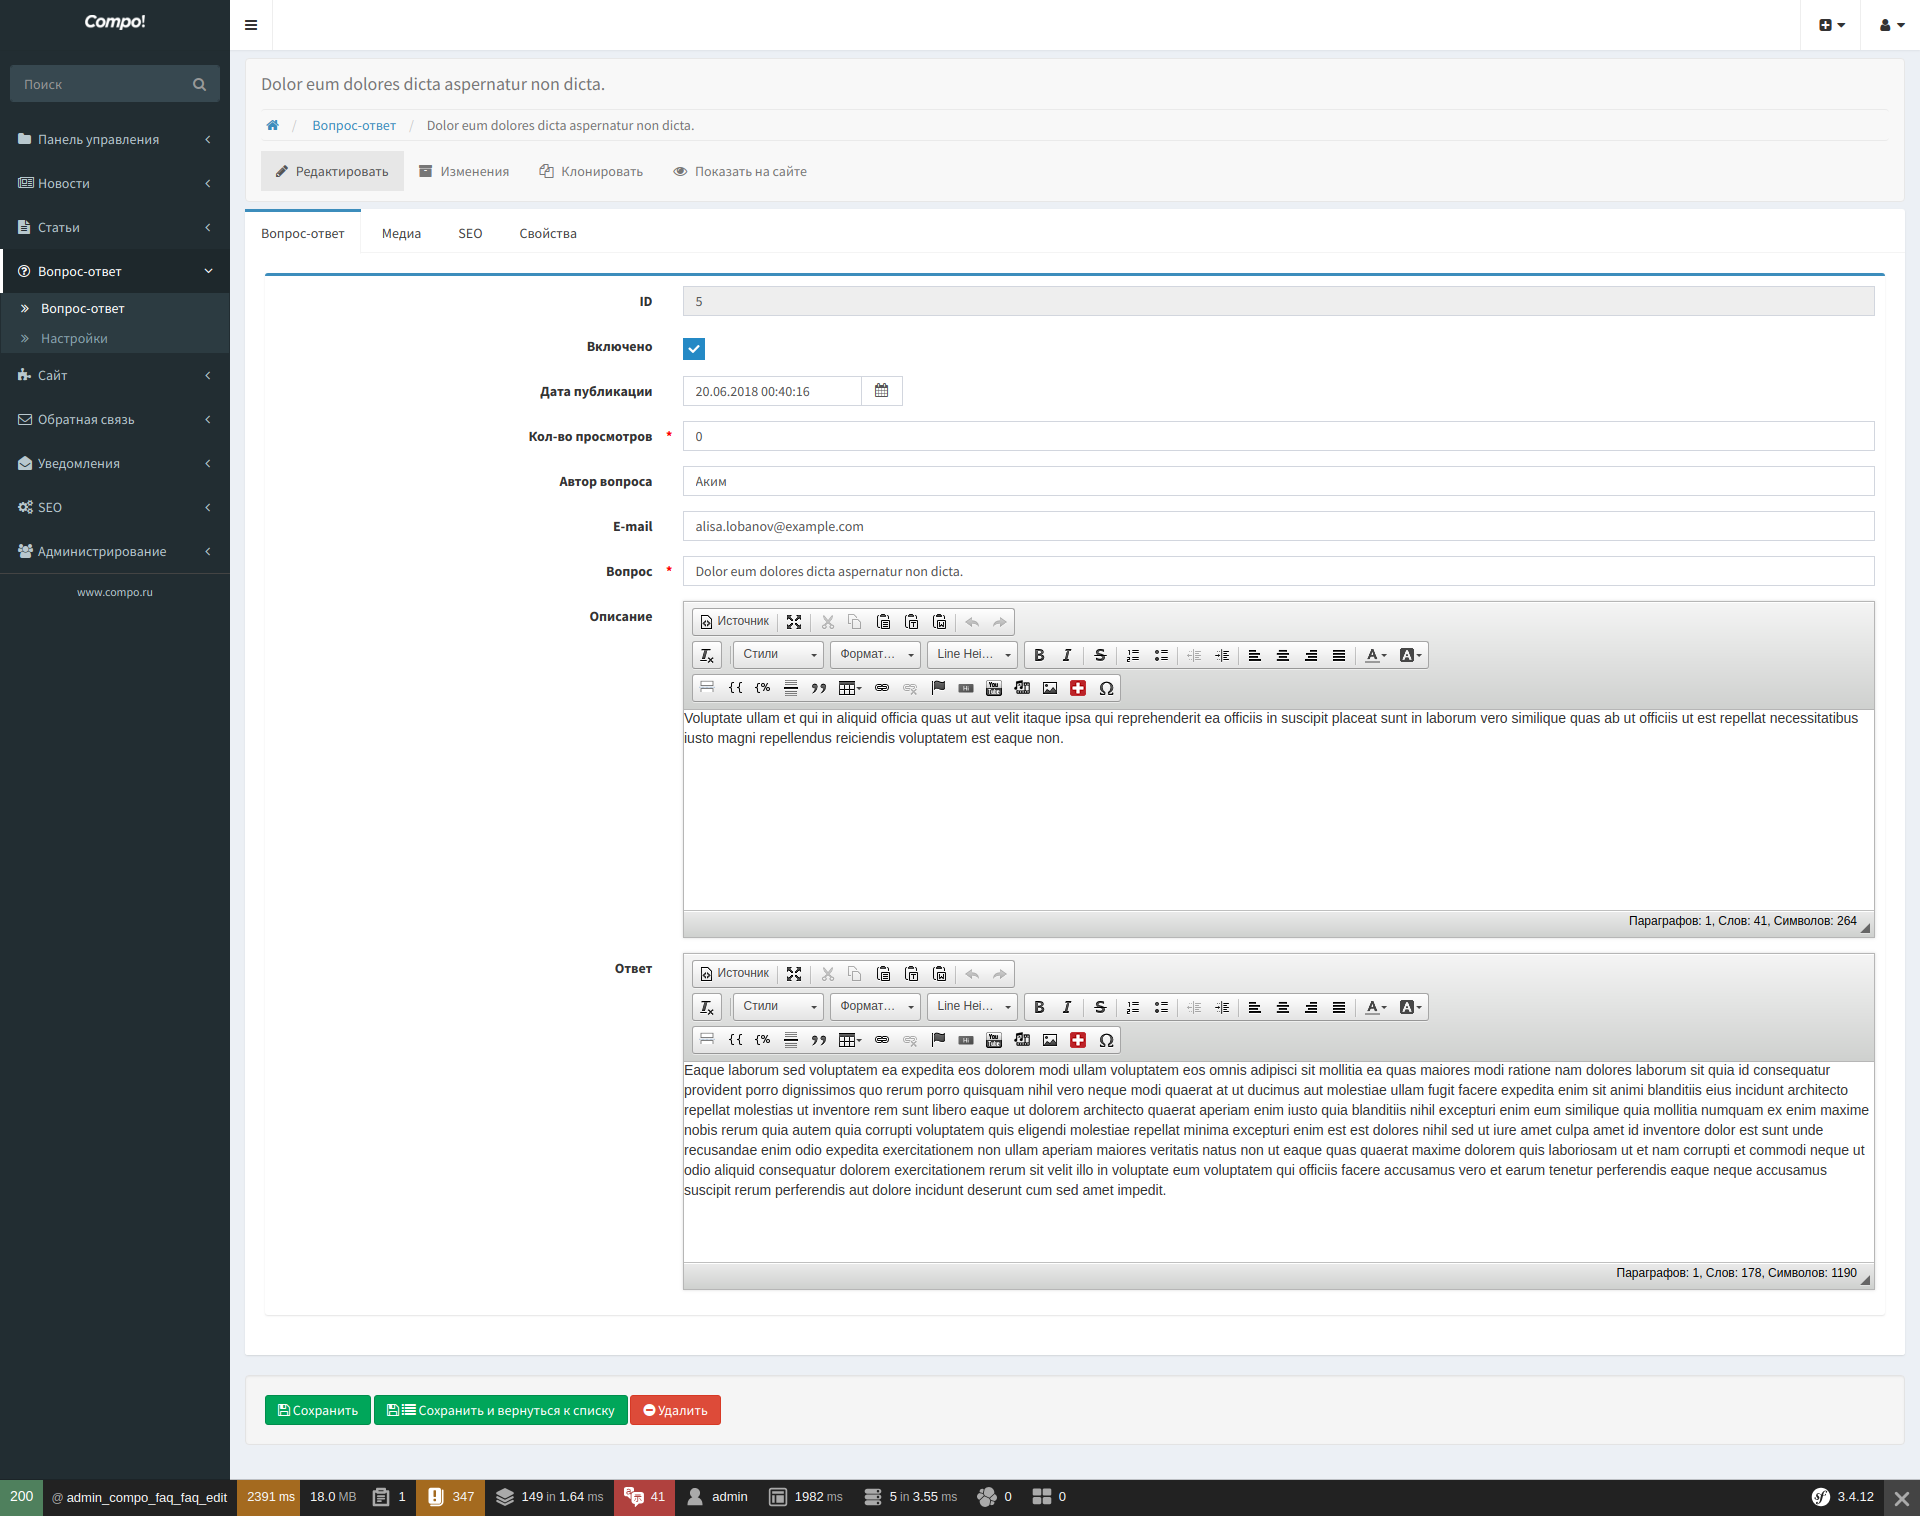 Compo!
Поиск
Панель управления
Новости
Статьи
Вопрос-ответ
Вопрос-ответ
Настройки
Сайт
Обратная связь
Уведомления
SEO
Администрирование
www.compo.ru
Dolor eum dolores dicta aspernatur non dicta.
/ Вопрос-ответ / Dolor eum dolores dicta aspernatur non dicta.
Редактировать Изменения Клонировать Показать на сайте
Вопрос-ответ Медиа SEO Свойства
ID 5
Включено
Дата публикации 20.06.2018 00:40:16
Кол-во просмотров * 0
Автор вопроса Аким
E-mail alisa.lobanov@example.com
Вопрос * Dolor eum dolores dicta aspernatur non dicta.
Описание
Источник
Стили Формат... Line Hei...
Voluptate ullam et qui in aliquid officia quas ut aut velit itaque ipsa qui reprehenderit ea officiis in suscipit placeat sunt in laborum vero similique quas ab ut officiis ut est repellat necessitatibus
iusto magni repellendus reiciendis voluptatem est eaque non.
Параграфов: 1, Слов: 41, Символов: 264
Ответ
Источник
Стили Формат... Line Hei...
Eaque laborum sed voluptatem ea expedita eos dolorem modi ullam voluptatem eos omnis adipisci sit mollitia ea quas maiores modi ratione nam dolores laborum sit quia id consequatur
provident porro dignissimos quo rerum porro quisquam nihil vero neque modi quaerat at ut ducimus aut molestiae ullam fugit facere expedita enim sit animi blanditiis eius incidunt architecto
repellat molestias ut inventore rem sunt libero eaque ut dolorem architecto quaerat aperiam enim iusto quia blanditiis nihil excepturi enim eum similique quia mollitia numquam ex enim maxime
nobis rerum quia autem quia corrupti voluptatem quis eligendi molestiae repellat minima excepturi enim est est dolores nihil sed ut iure amet culpa amet id inventore dolor est sunt unde
recusandae enim odio expedita exercitationem non ullam aperiam maiores veritatis natus non ut eaque quas quaerat maxime dolorem quis laboriosam ut et nam corrupti et commodi neque ut
odio aliquid consequatur dolorem exercitationem rerum sit velit illo in voluptate eum voluptatem qui officiis facere accusamus vero et earum tenetur perferendis eaque neque accusamus
suscipit rerum perferendis aut dolore incidunt deserunt cum sed amet impedit.
Параграфов: 1, Слов: 178, Символов: 1190
Сохранить Сохранить и вернуться к списку Удалить
200 @ admin_compo_faq_faq_edit 2391 ms 18.0 MB 1 347 149 in 1.64 ms 41 admin 1982 ms 5 in 3.55 ms 0 0 3.4.12